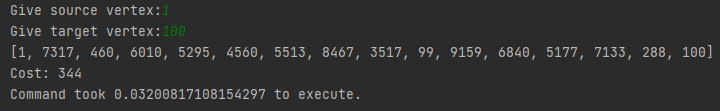 Give source vertex:1
Give target vertex:100
[1, 7317, 460, 6010, 5295, 4560, 5513, 8467, 3517, 99, 9159, 6840, 5177, 7133, 288, 100]
Cost: 344
Command took 0.03200817108154297 to execute.